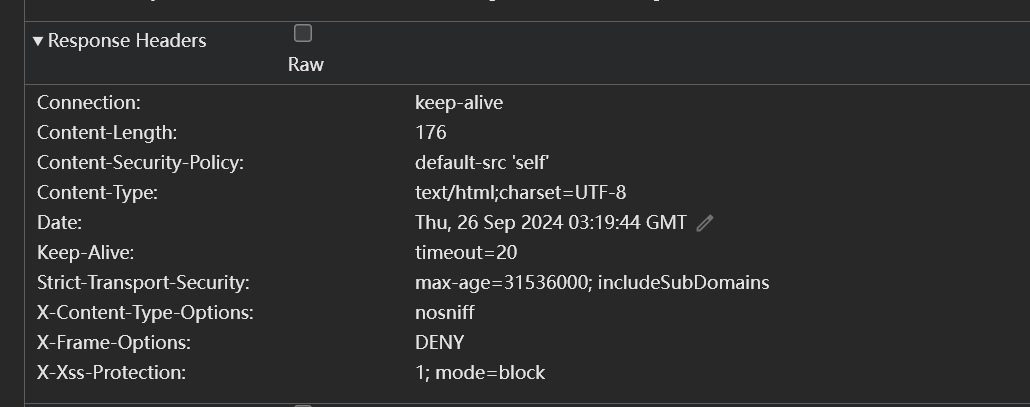 Response Headers
Raw
Connection: keep-alive
Content-Length: 176
Content-Security-Policy: default-src 'self'
Content-Type: text/html;charset=UTF-8
Date: Thu, 26 Sep 2024 03:19:44 GMT
Keep-Alive: timeout=20
Strict-Transport-Security: max-age=31536000; includeSubDomains
X-Content-Type-Options: nosniff
X-Frame-Options: DENY
X-Xss-Protection: 1; mode=block